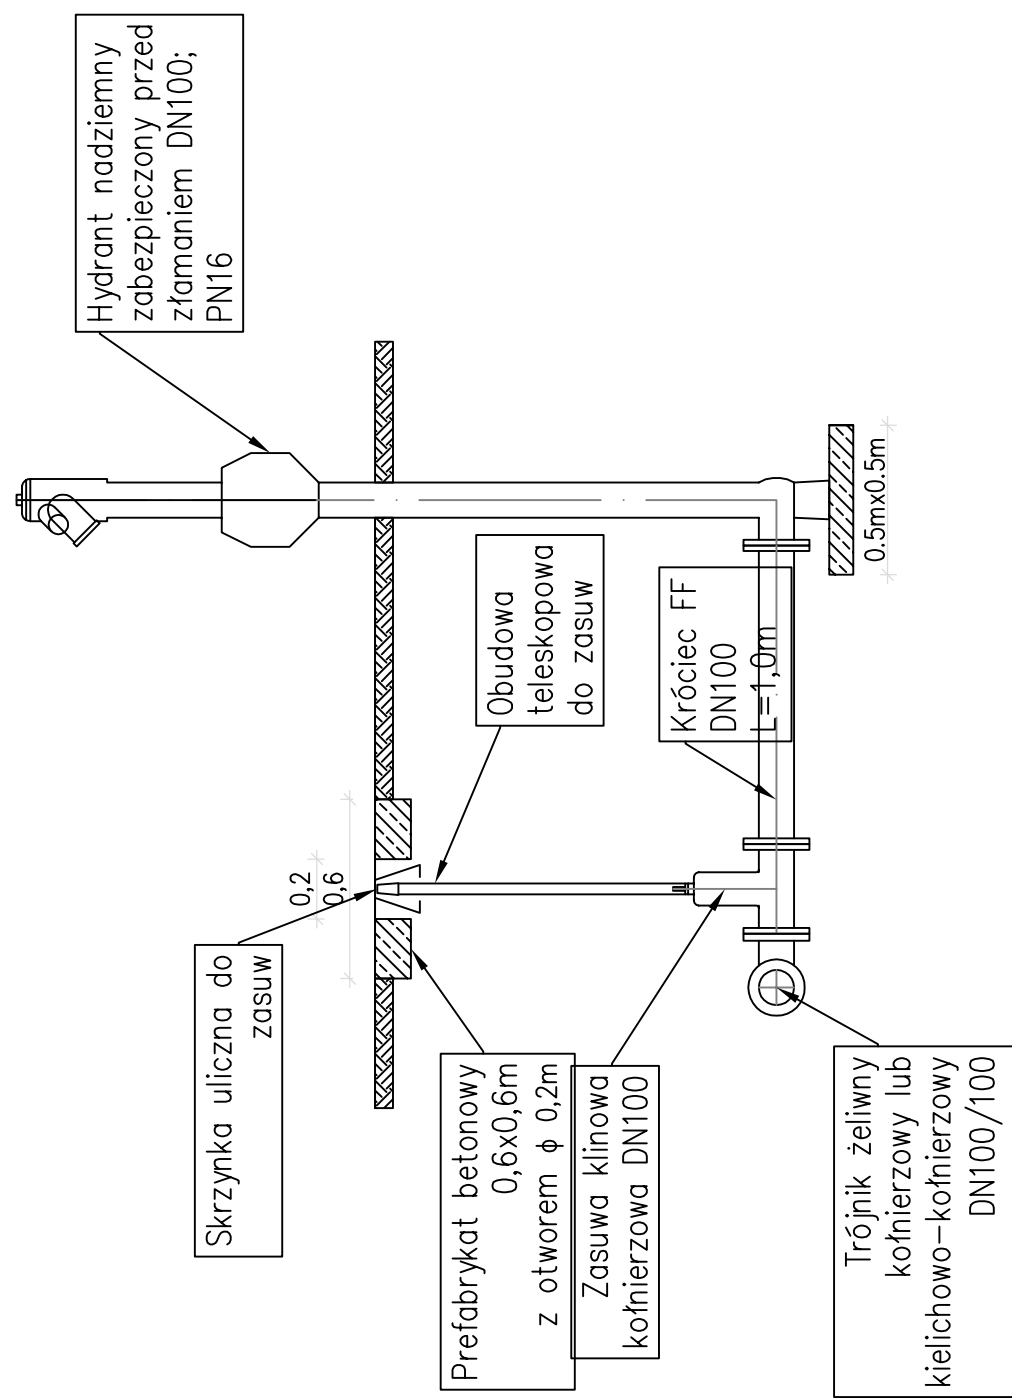 Hydrant nadziemny
zabezpieczony przed
złamaniem DN100;
PN16
Skrzynka uliczna do
zasuw
0,2
0,6
Obudowa
teleskopowa
do zasuw
Króciec FF
DN100
L=1,0m
0.5mx0.5m
Prefabrykat betonowy
0,6x0,6m
z otworem ϕ 0,2m
Zasuwa klinowa
kołnierzowa DN100
Trójnik żeliwny
kołnierzowy lub
kielichowo-kołnierzowy
DN100/100